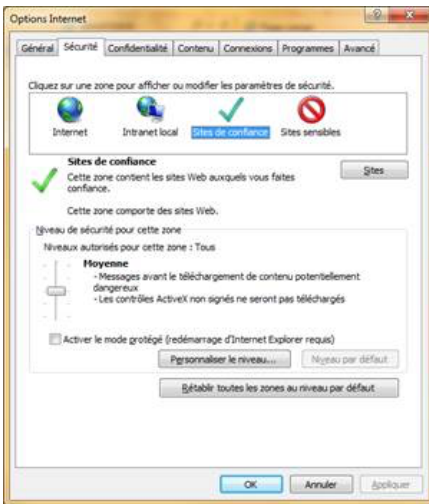 Options Internet
Général Sécurité Confidentialité Contenu Connexions Programmes Avancé
Cliquez sur une zone pour afficher ou modifier les paramètres de sécurité.
Internet Intranet local Sites de confiance Sites sensibles
Sites de confiance
Sites
Cette zone contient les sites Web auxquels vous faites
confiance.
Cette zone comporte des sites Web.
Niveau de sécurité pour cette zone
Niveaux autorisés pour cette zone : Tous
Moyenne
- Messages avant le téléchargement de contenu potentiellement
dangereux
- Les contrôles ActiveX non signés ne seront pas téléchargés
Activer le mode protégé (redémarrage d'Internet Explorer requis)
Personnaliser le niveau... Niveau par défaut
Rétablir toutes les zones au niveau par défaut
OK Annuler Appliquer